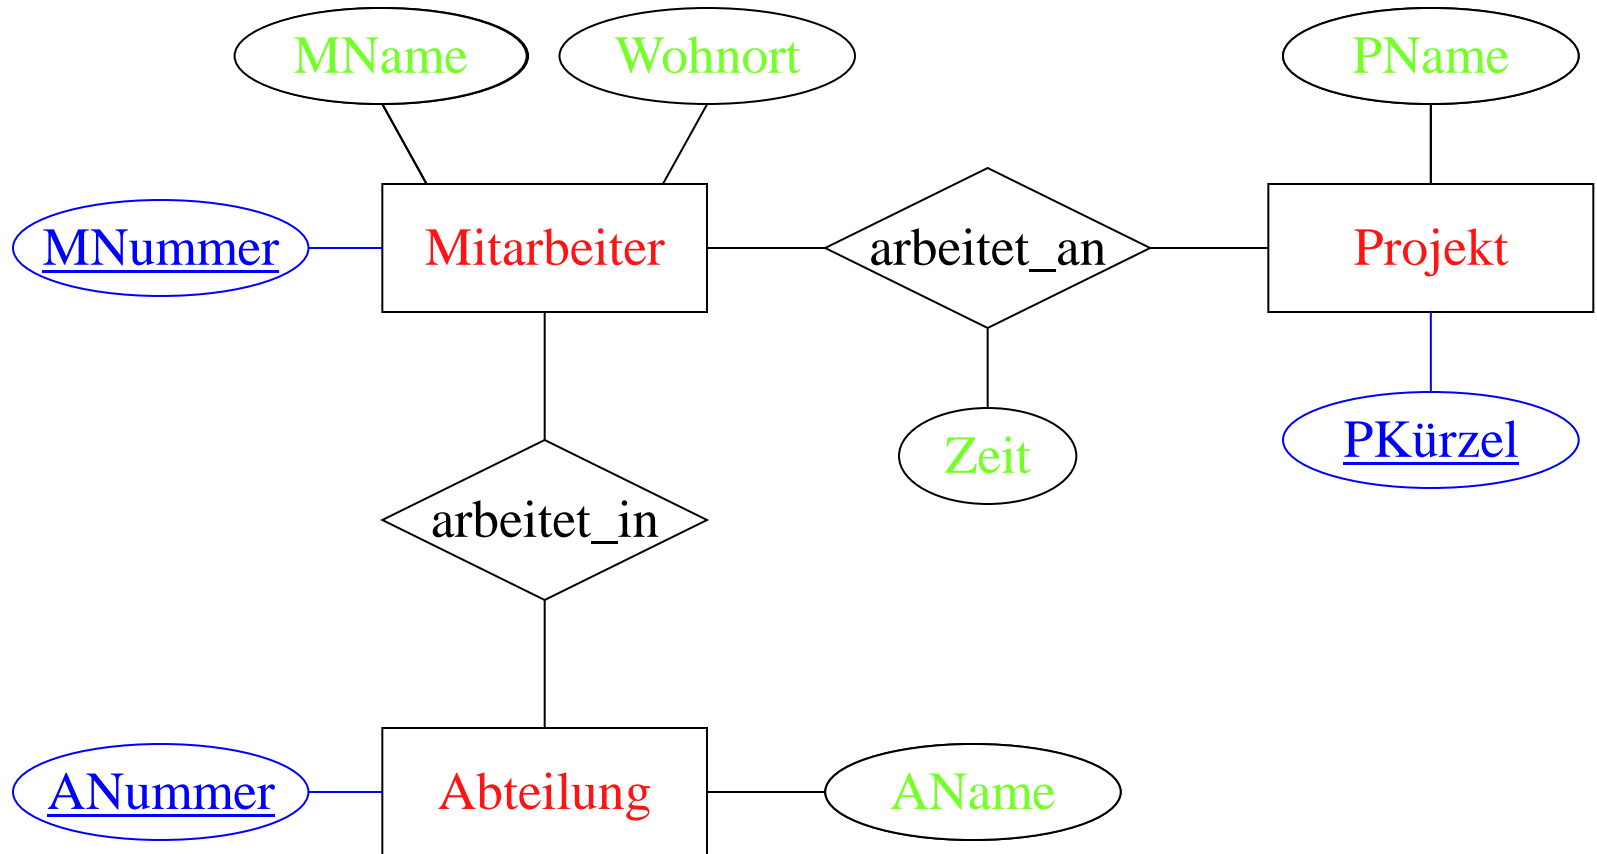 MName
Wohnort
PName
MNummer
Mitarbeiter
arbeitet_an
Projekt
Zeit
PKürzel
arbeitet_in
ANummer
Abteilung
AName